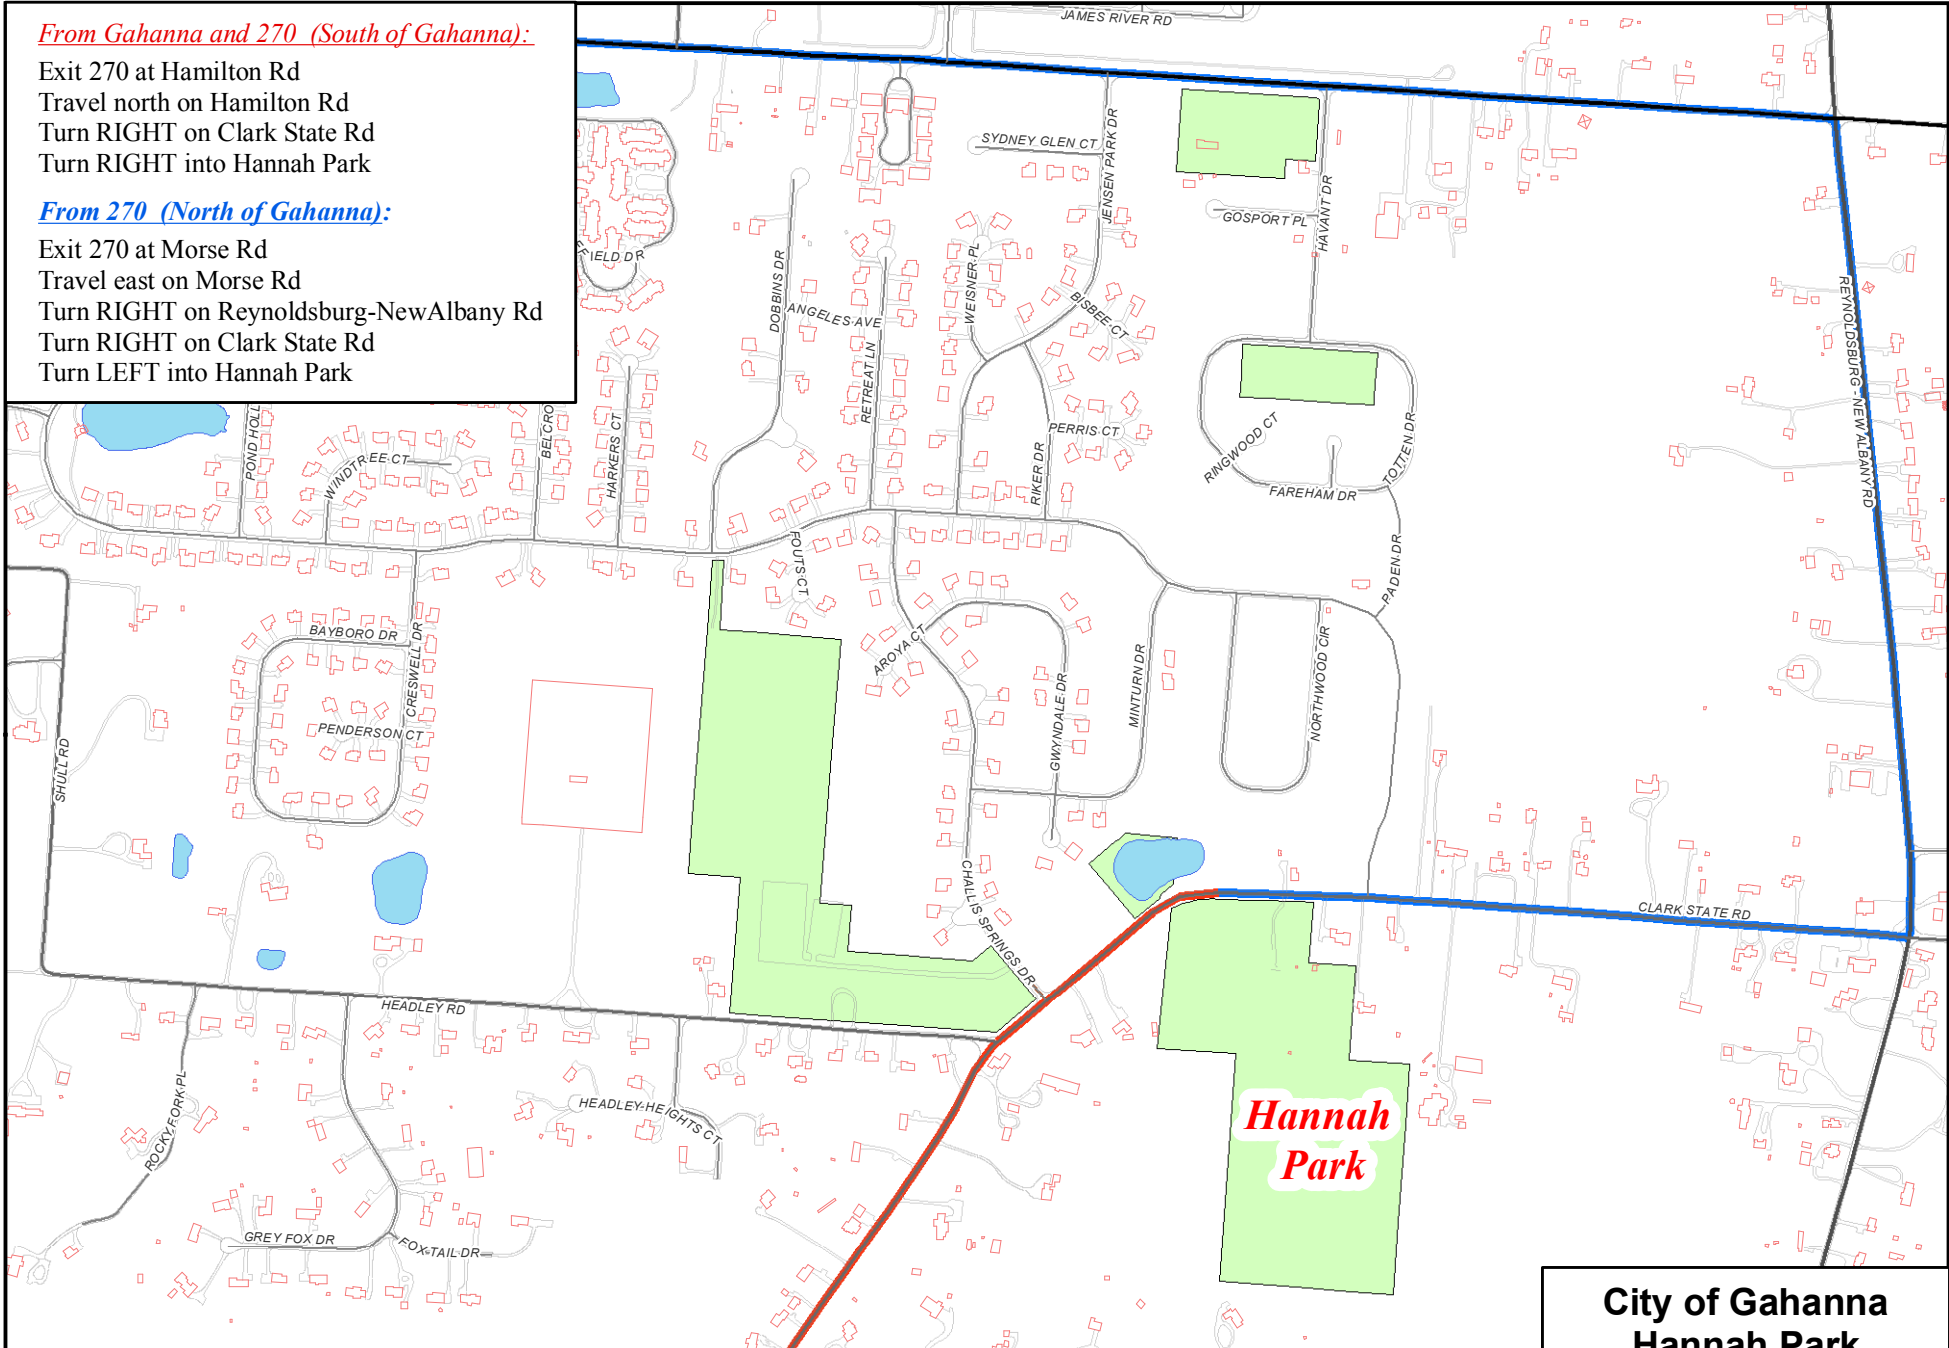 From Gahanna and 270 (South of Gahanna):
Exit 270 at Hamilton Rd
Travel north on Hamilton Rd
Turn RIGHT on Clark State Rd
Turn RIGHT into Hannah Park
From 270 (North of Gahanna):
Exit 270 at Morse Rd
Travel east on Morse Rd
Turn RIGHT on Reynoldsburg-NewAlbany Rd
Turn RIGHT on Clark State Rd
Turn LEFT into Hannah Park
JAMES RIVER RD
SYDNEY GLEN CT
JENSEN PARK DR
GOSPORT PL
HAVANT DR
IELD DR
DOBBINS DR
ANGELES AVE
RETREAT LN
WEISNER PL
BISBEE CT
REYNOLDSBURG - NEW ALBANY RD
POND HOLL
WINDTREE CT
BELCRO
HARKERS CT
RIKER DR
PERRIS CT
RINGWOOD CT
FAREHAM DR
TOTTEN DR
FOUTS CT
PADEN DR
BAYBORO DR
CRESWELL DR
PENDERSON CT
AROYA CT
GWYNDALE DR
MINTURN DR
NORTHWOOD CIR
SHULL RD
CHALLIS SPRINGS DR
CLARK STATE RD
HEADLEY RD
ROCKY FORK PL
HEADLEY HEIGHTS CT
Hannah
Park
GREY FOX DR
FOX TAIL DR
City of Gahanna
Hannah Park